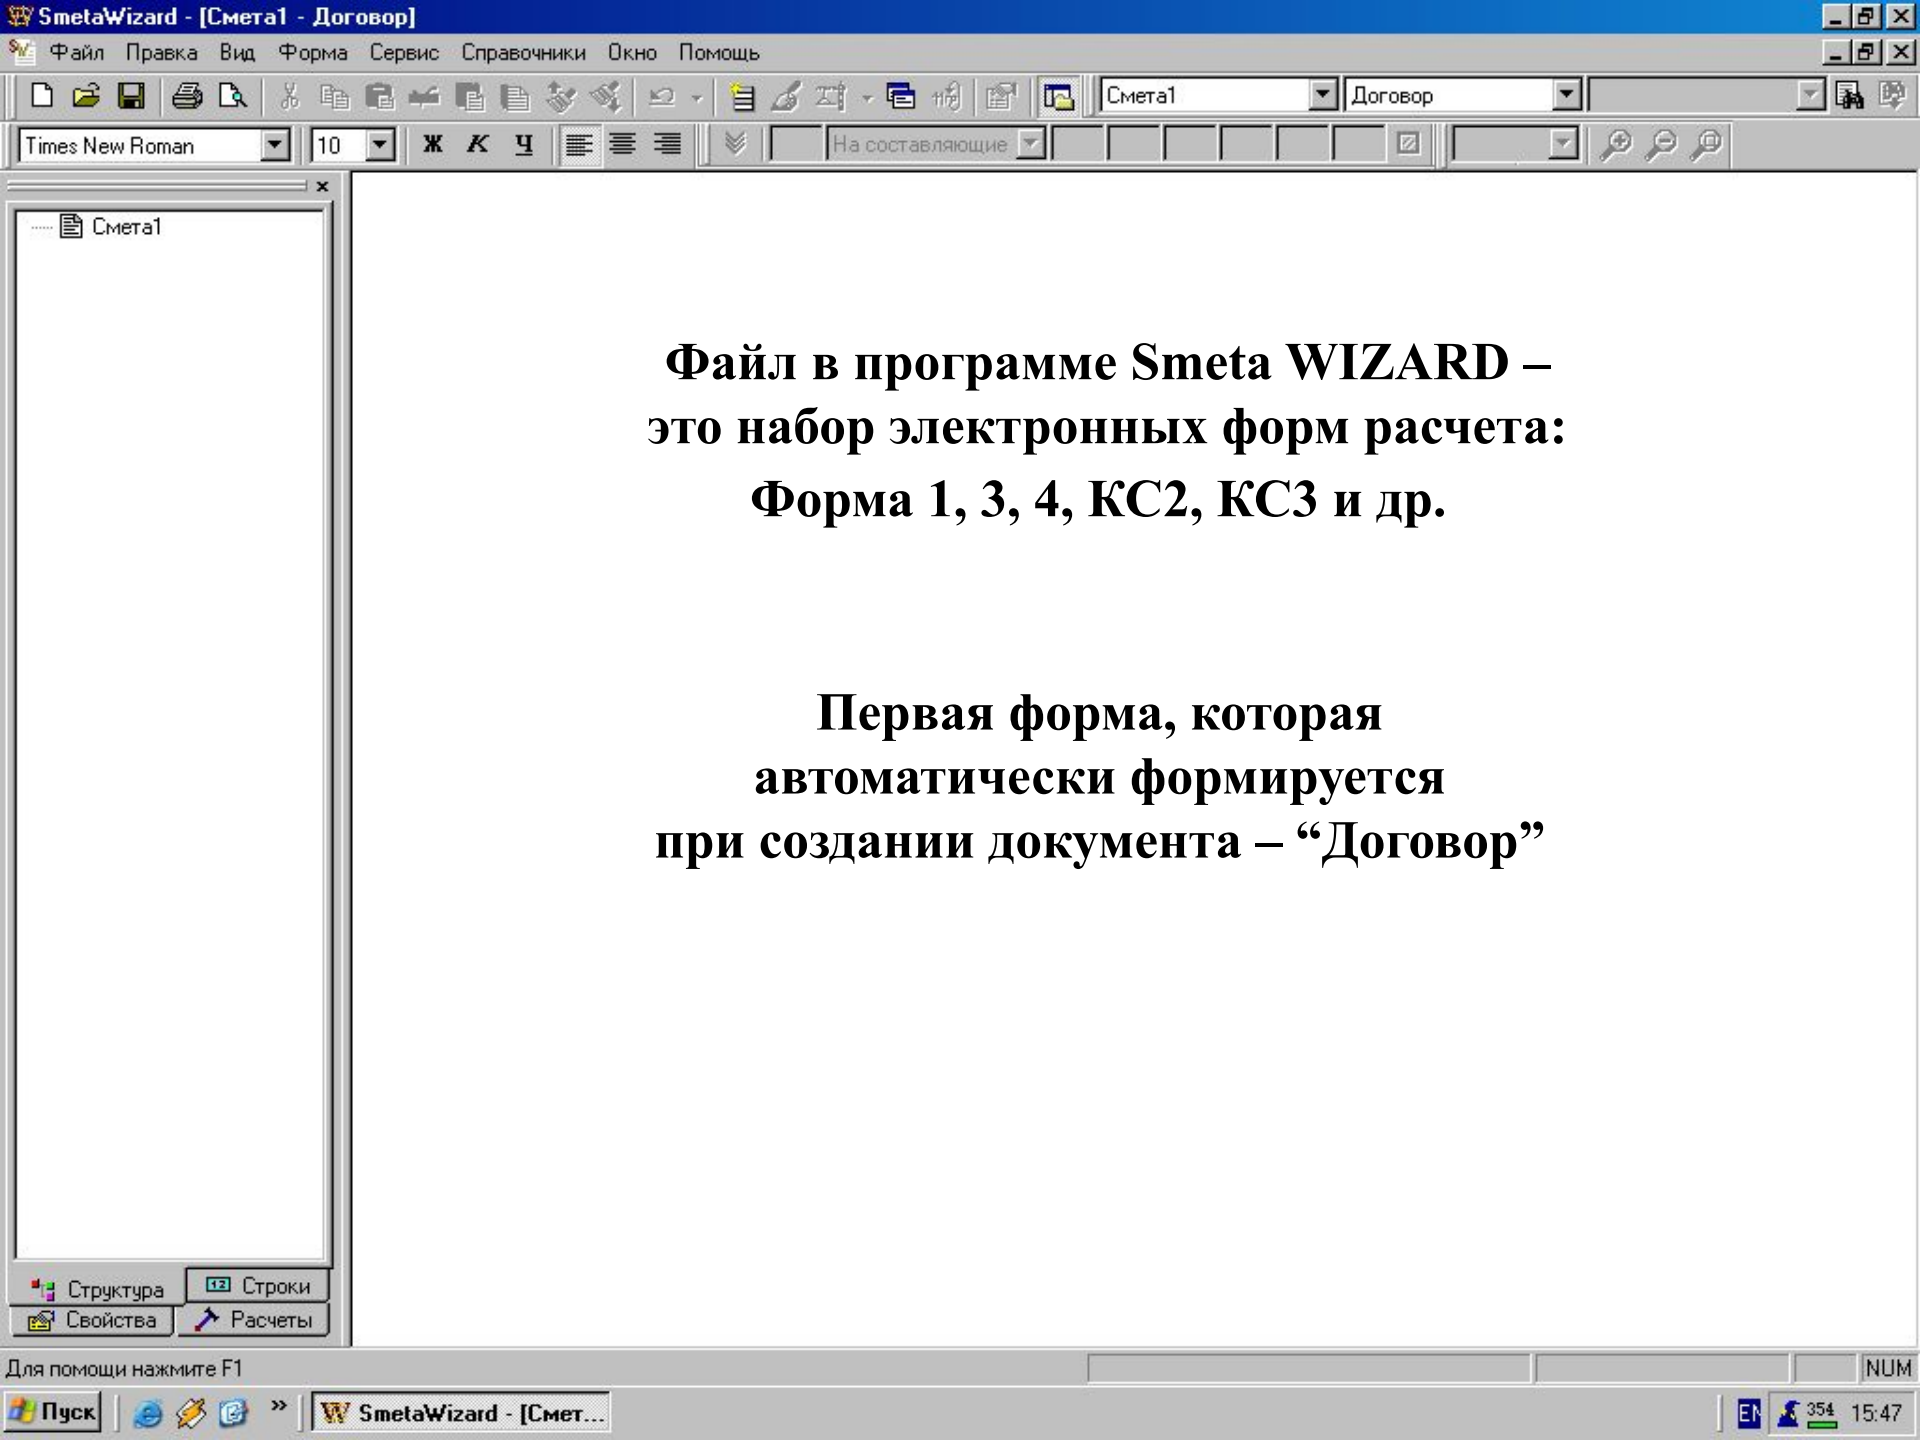 SmetaWizard - [Смета1 - Договор]
Файл Правка Вид Форма Сервис Справочники Окно Помощь
Смета1 Договор
Times New Roman 10 Ж К Ч На составляющие
Смета1
Файл в программе Smeta WIZARD –
это набор электронных форм расчета:
Форма 1, 3, 4, КС2, КС3 и др.
Первая форма, которая
автоматически формируется
при создании документа – “Договор”
Структура Строки
Свойства Расчеты
Для помощи нажмите F1 NUM
Пуск » SmetaWizard - [Смет... EN 354 15:47